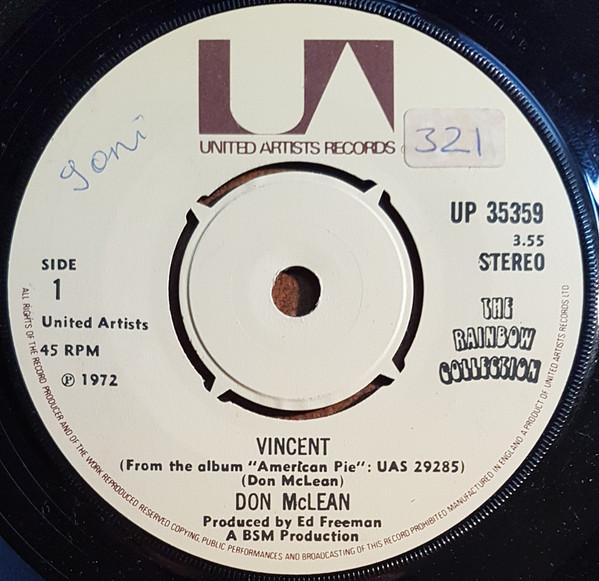 UA
UNITED ARTISTS RECORDS
321
Joni
UP 35359
3.55
STEREO
SIDE
1
United Artists
45 RPM
℗ 1972
THE
RAINBOW
COLLECTION
VINCENT
(From the album "American Pie": UAS 29285)
(Don McLean)
DON McLEAN
Produced by Ed Freeman
A BSM Production
ALL RIGHTS OF THE RECORD PRODUCER AND OF THE WORK REPRODUCED RESERVED COPYING, PUBLIC PERFORMANCES AND BROADCASTING OF THIS RECORD PROHIBITED MANUFACTURED IN ENGLAND A PRODUCT OF UNITED ARTISTS RECORDS LTD